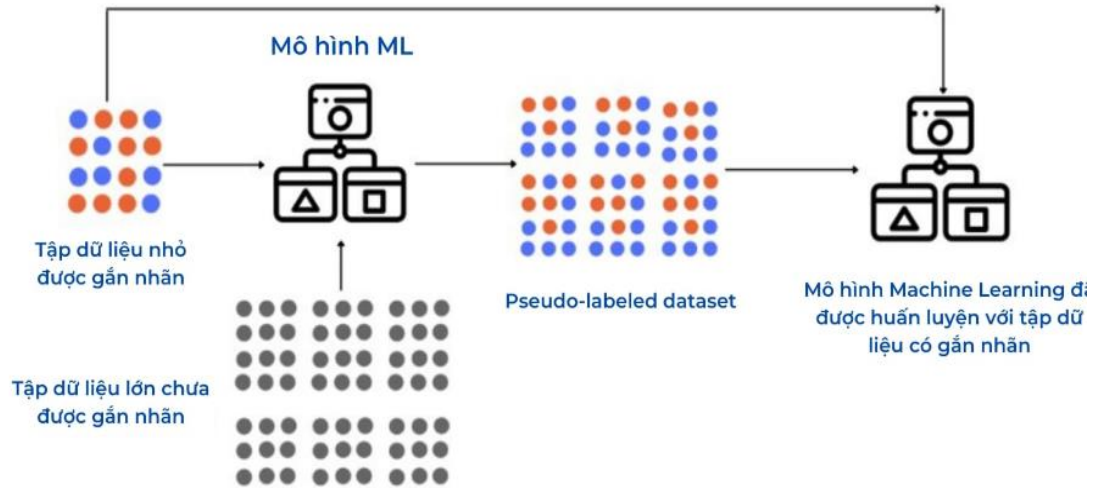 Mô hình ML
Tập dữ liệu nhỏ
được gắn nhãn
Pseudo-labeled dataset
Mô hình Machine Learning đã
được huấn luyện với tập dữ
liệu có gắn nhãn
Tập dữ liệu lớn chưa
được gắn nhãn